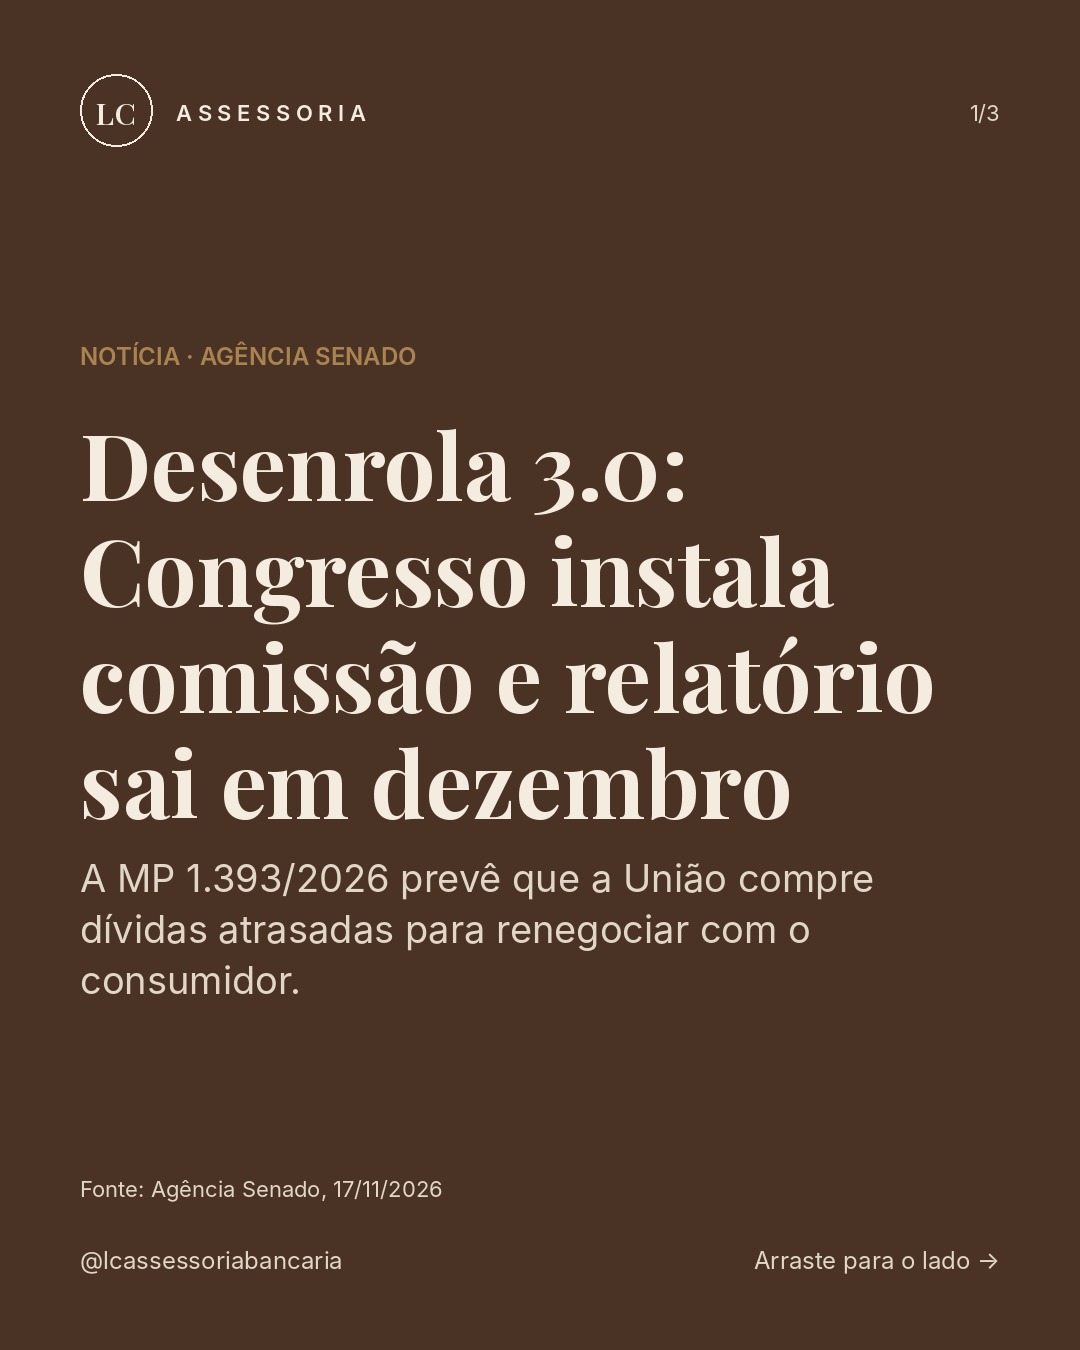 LC ASSESSORIA
1/3
NOTÍCIA · AGÊNCIA SENADO
Desenrola 3.0:
Congresso instala
comissão e relatório
sai em dezembro
A MP 1.393/2026 prevê que a União compre
dívidas atrasadas para renegociar com o
consumidor.
Fonte: Agência Senado, 17/11/2026
@lcassessoriabancaria
Arraste para o lado →